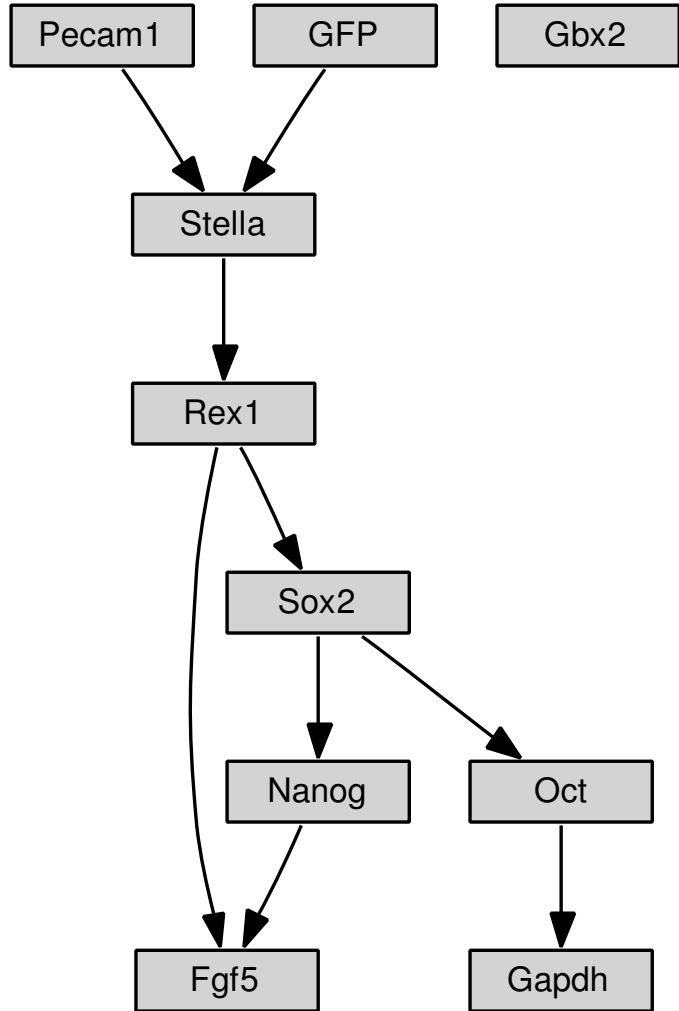 Pecam1
GFP
Gbx2
Stella
Rex1
Sox2
Nanog
Oct
Fgf5
Gapdh